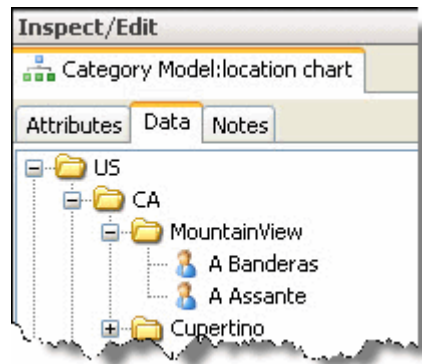 Inspect/Edit
Category Model:location chart
Attributes Data Notes
US
CA
MountainView
A Banderas
A Assante
Cupertino